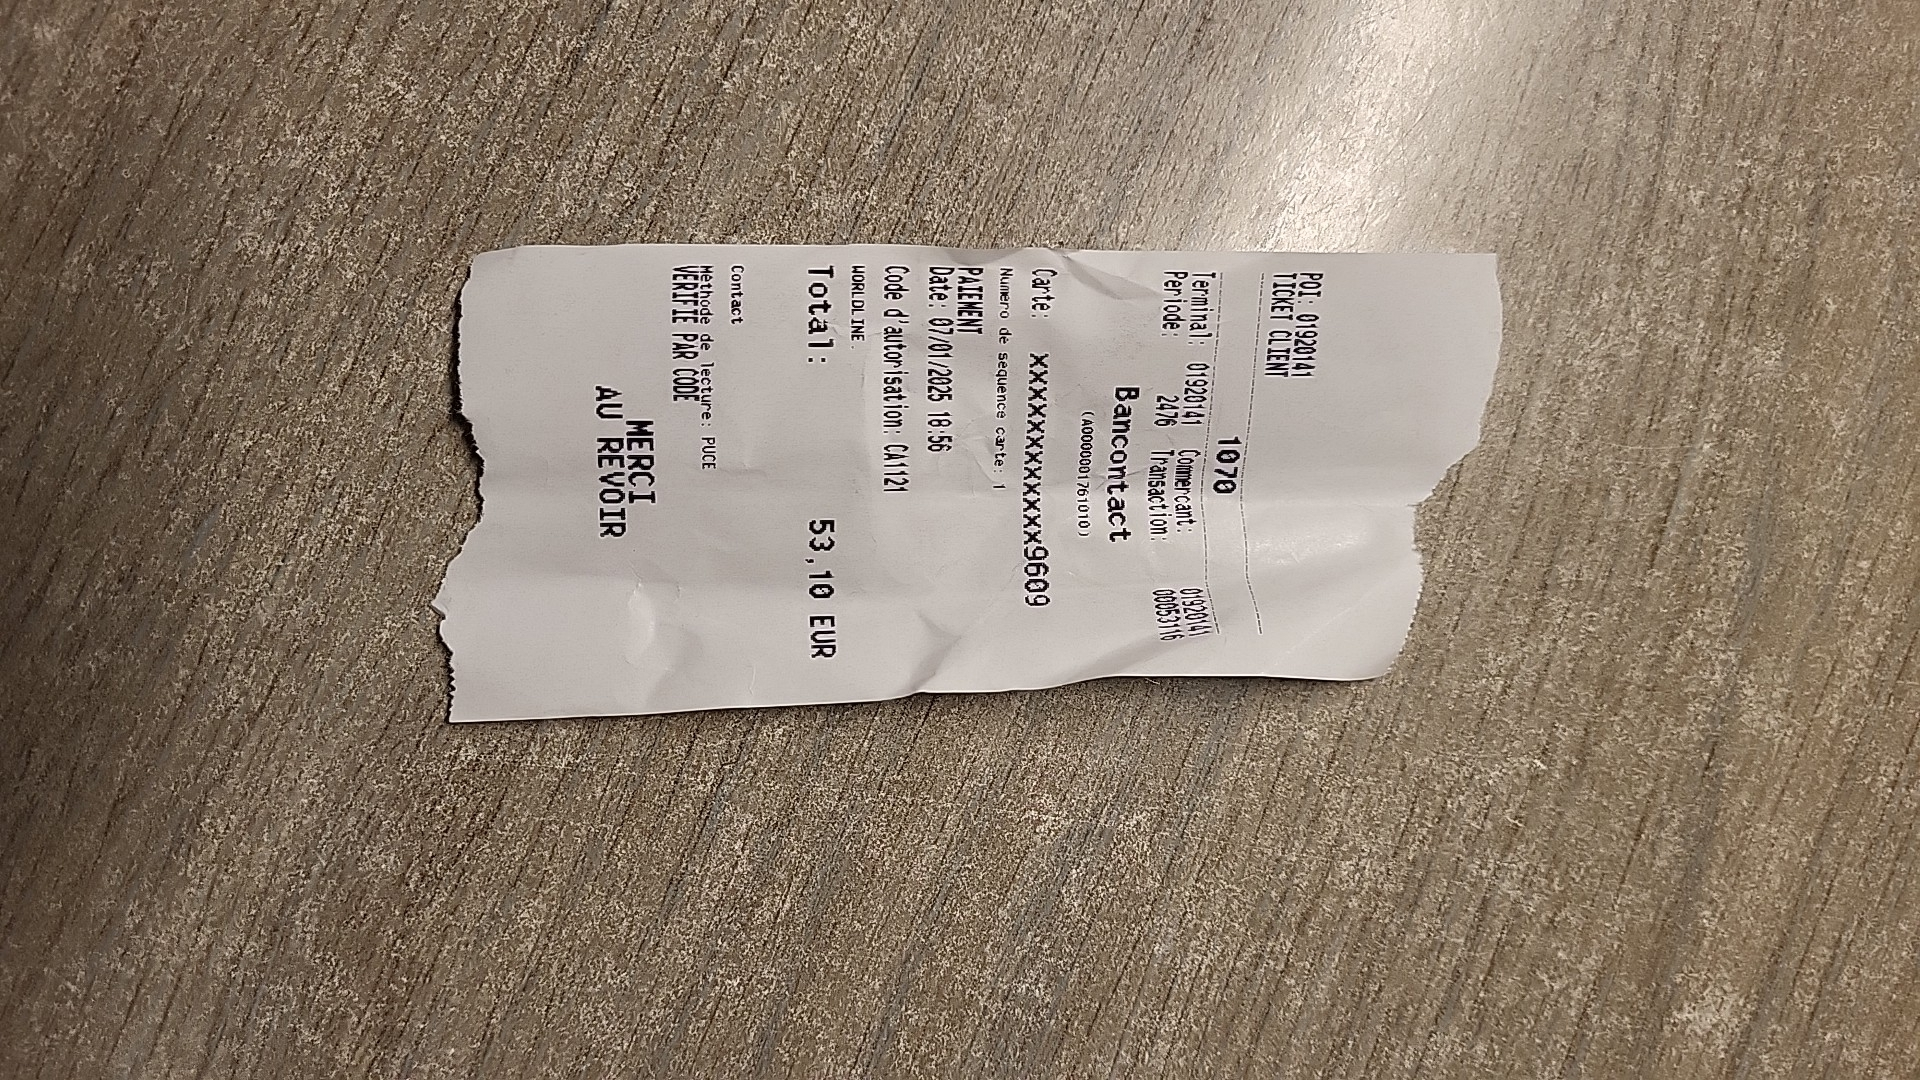 POI: 01920141
TICKET CLIENT
1070
Terminal: 01920141 Commercant: 01920141
Periode: 2476 Transaction: 00053116
Bancontact
(A0000001761010)
Carte: xxxxxxxxxxxxx9609
Numero de sequence carte: 1
PAIEMENT
Date: 07/01/2025 18:56
Code d'autorisation: CA1121
WORLDLINE
Total: 53,10 EUR
Contact
Méthode de lecture: PUCE
VERIFIE PAR CODE
MERCI
AU REVOIR